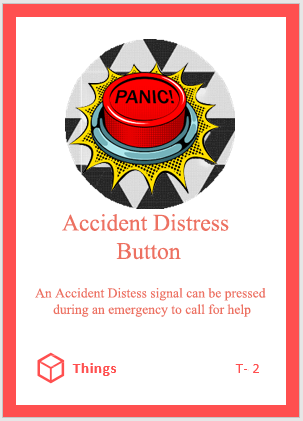 PANIC!
Accident Distress
Button
An Accident Distess signal can be pressed
during an emergency to call for help
Things
T- 2